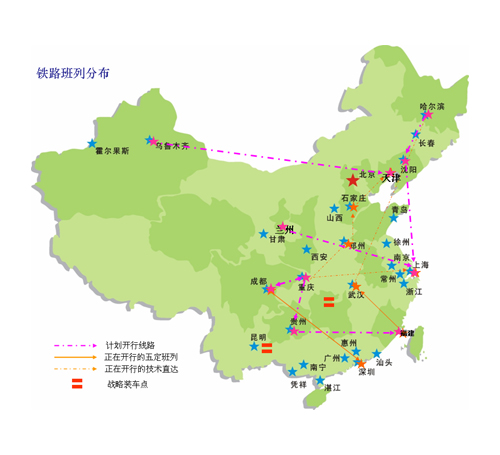 铁路班列分布
哈尔滨
长春
乌鲁木齐
霍尔果斯
沈阳
北京
天津
石家庄
山西
青岛
兰州
甘肃
郑州
徐州
西安
南京
上海
常州
浙江
成都
重庆
武汉
贵州
福建
昆明
惠州
广州
汕头
南宁
深圳
凭祥
湛江
计划开行线路
正在开行的五定班列
正在开行的技术直达
战略装车点